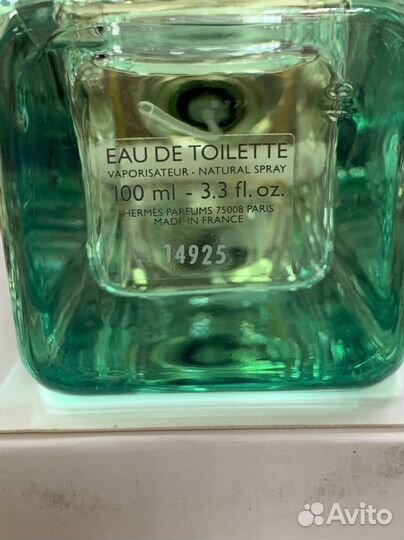 EAU DE TOILETTE
VAPORISATEUR - NATURAL SPRAY
100 ml - 3.3 fl. oz.
HERMÈS PARFUMS 75008 PARIS
MADE IN FRANCE
14925
Avito